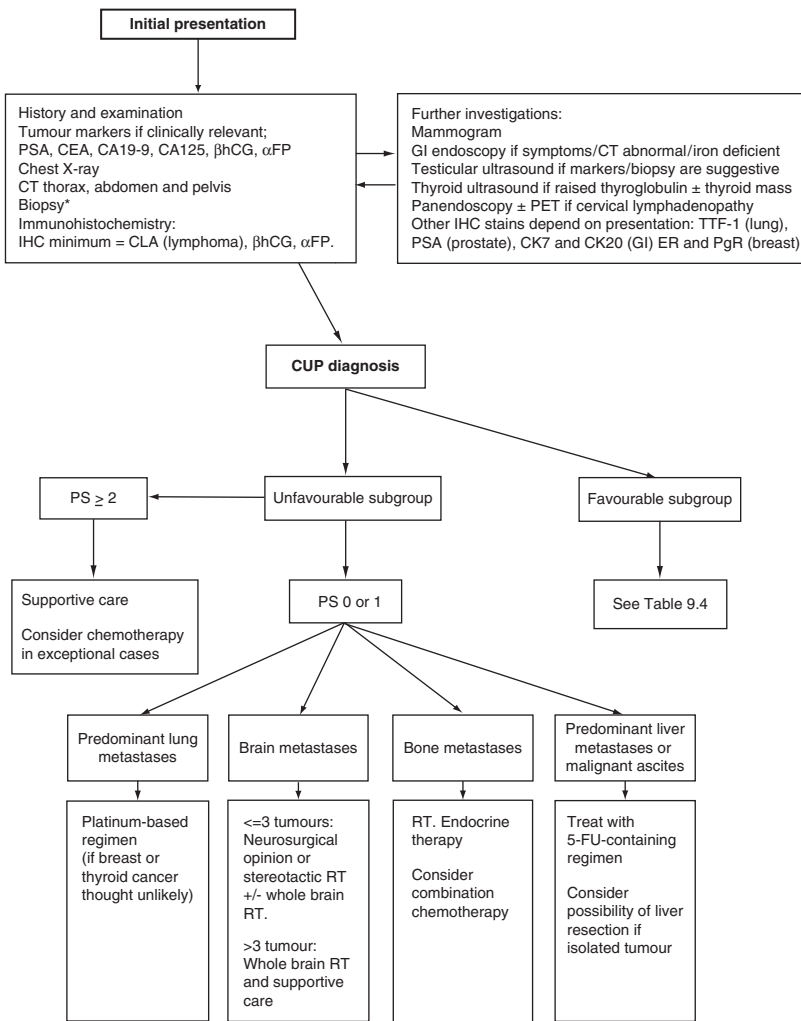 Initial presentation
History and examination
Tumour markers if clinically relevant;
PSA, CEA, CA19-9, CA125, βhCG, αFP
Chest X-ray
CT thorax, abdomen and pelvis
Biopsy*
Immunohistochemistry:
IHC minimum = CLA (lymphoma), βhCG, αFP.
Further investigations:
Mammogram
GI endoscopy if symptoms/CT abnormal/iron deficient
Testicular ultrasound if markers/biopsy are suggestive
Thyroid ultrasound if raised thyroglobulin ± thyroid mass
Panendoscopy ± PET if cervical lymphadenopathy
Other IHC stains depend on presentation: TTF-1 (lung),
PSA (prostate), CK7 and CK20 (GI) ER and PgR (breast)
CUP diagnosis
PS ≥ 2
Unfavourable subgroup
Favourable subgroup
Supportive care
Consider chemotherapy
in exceptional cases
PS 0 or 1
See Table 9.4
Predominant lung
metastases
Brain metastases
Bone metastases
Predominant liver
metastases or
malignant ascites
Platinum-based
regimen
(if breast or
thyroid cancer
thought unlikely)
<=3 tumours:
Neurosurgical
opinion or
stereotactic RT
+/- whole brain
RT.
>3 tumour:
Whole brain RT
and supportive
care
RT. Endocrine
therapy
Consider
combination
chemotherapy
Treat with
5-FU-containing
regimen
Consider
possibility of liver
resection if
isolated tumour